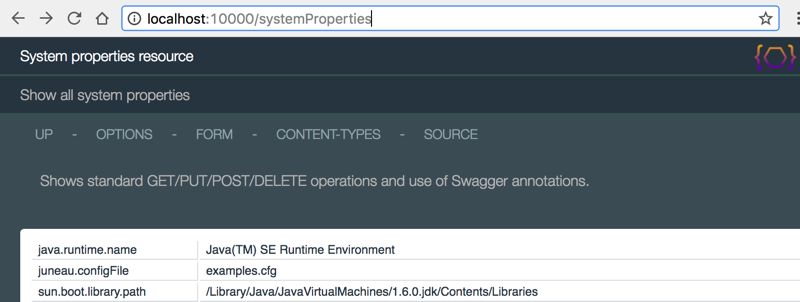 localhost:10000/systemProperties
System properties resource
Show all system properties
UP - OPTIONS - FORM - CONTENT-TYPES - SOURCE
Shows standard GET/PUT/POST/DELETE operations and use of Swagger annotations.
java.runtime.name Java(TM) SE Runtime Environment
juneau.configFile examples.cfg
sun.boot.library.path /Library/Java/JavaVirtualMachines/1.6.0.jdk/Contents/Libraries